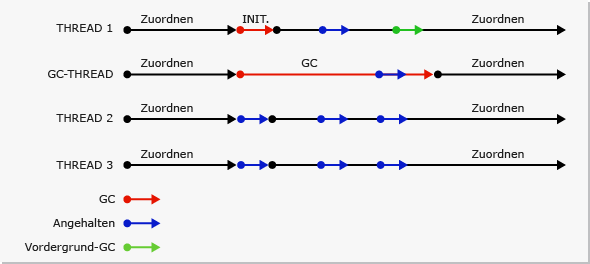 Zuordnen INIT. Zuordnen
THREAD 1
Zuordnen GC Zuordnen
GC-THREAD
Zuordnen Zuordnen
THREAD 2
Zuordnen Zuordnen
THREAD 3
GC
Angehalten
Vordergrund-GC